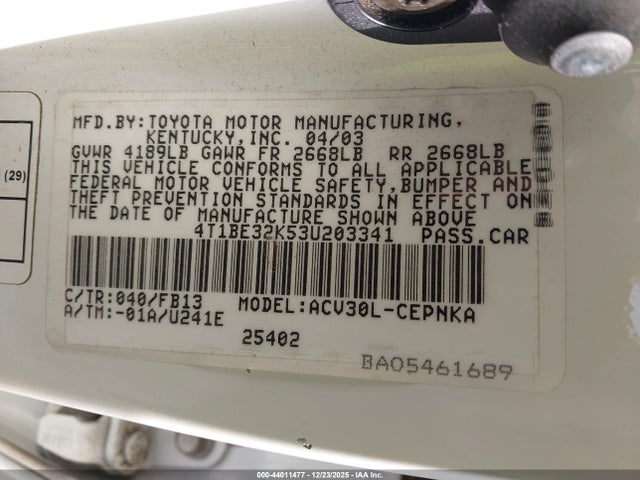 MFD.BY:TOYOTA MOTOR MANUFACTURING,
KENTUCKY,INC. 04/03
GVWR 4189LB GAWR FR 2668LB RR 2668LB
THIS VEHICLE CONFORMS TO ALL APPLICABLE
FEDERAL MOTOR VEHICLE SAFETY,BUMPER AND
THEFT PREVENTION STANDARDS IN EFFECT ON
THE DATE OF MANUFACTURE SHOWN ABOVE
4T1BE32K53U203341 PASS.CAR
C/TR:040/FB13 MODEL:ACV30L-CEPNKA
A/TM:-01A/U241E
25402
BA05461689
(29)
000-44011477 - 12/23/2025 - IAA Inc.